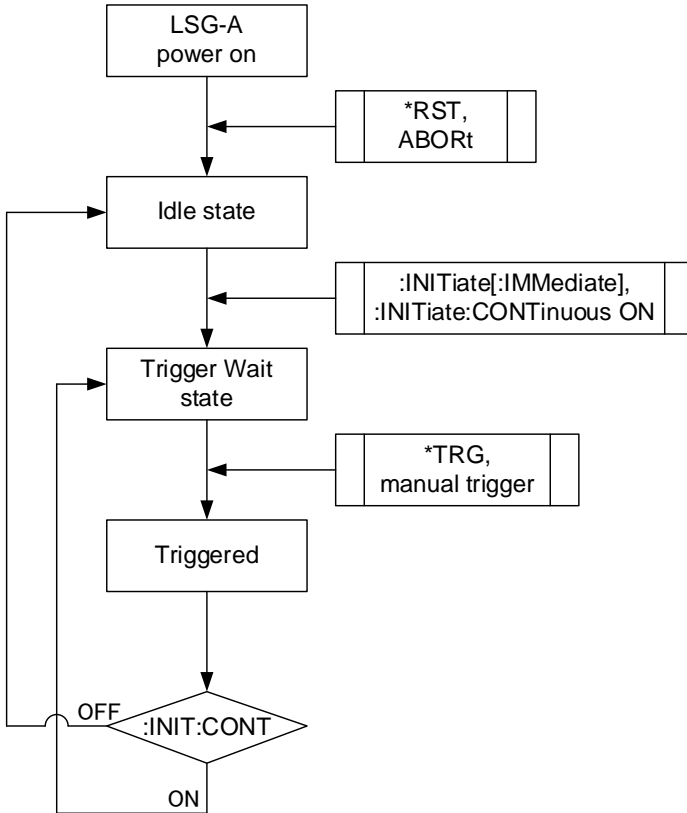 LSG-A
power on
*RST,
ABORt
Idle state
:INITiate[:IMMediate],
:INITiate:CONTinuous ON
Trigger Wait
state
*TRG,
manual trigger
Triggered
OFF
:INIT:CONT
ON